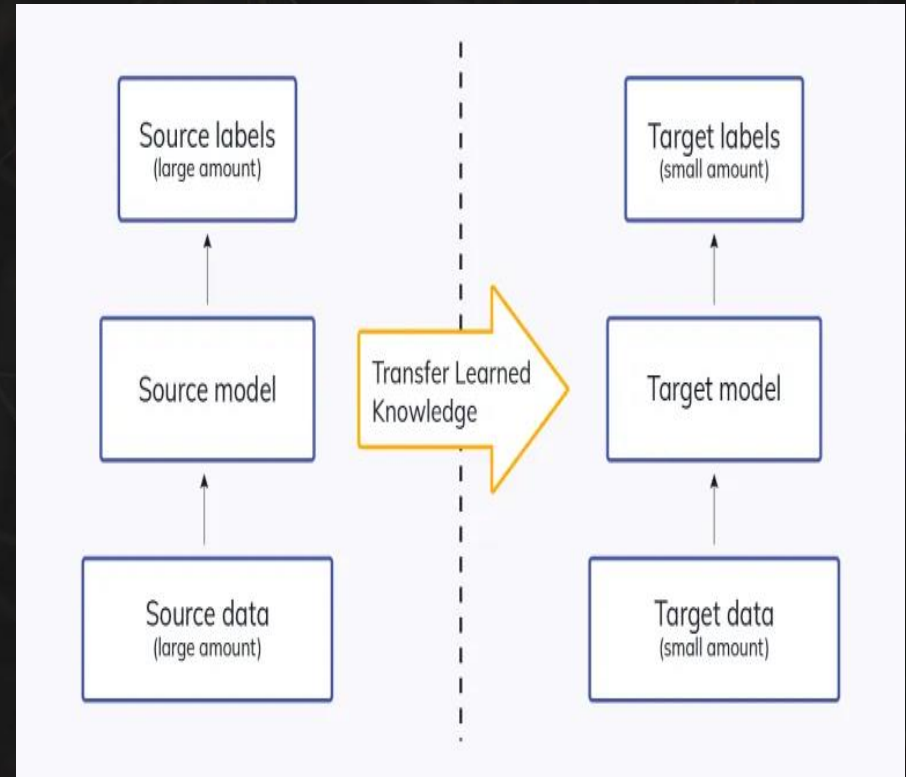 Source labels
(large amount)
Target labels
(small amount)
Source model
Transfer Learned
Knowledge
Target model
Source data
(large amount)
Target data
(small amount)